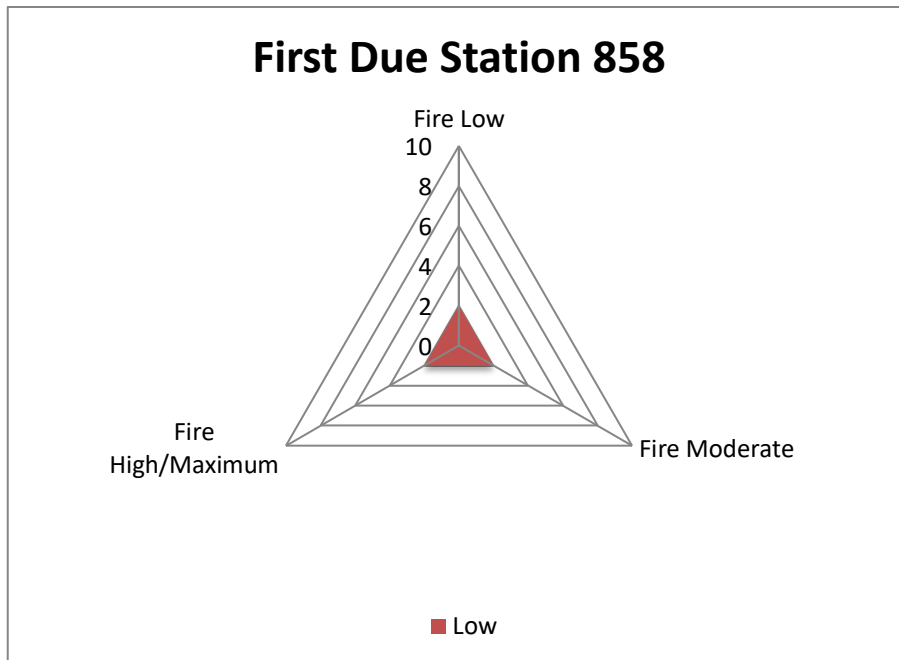 First Due Station 858
Fire Low
10
8
6
4
2
0
Fire
High/Maximum
Fire Moderate
Low